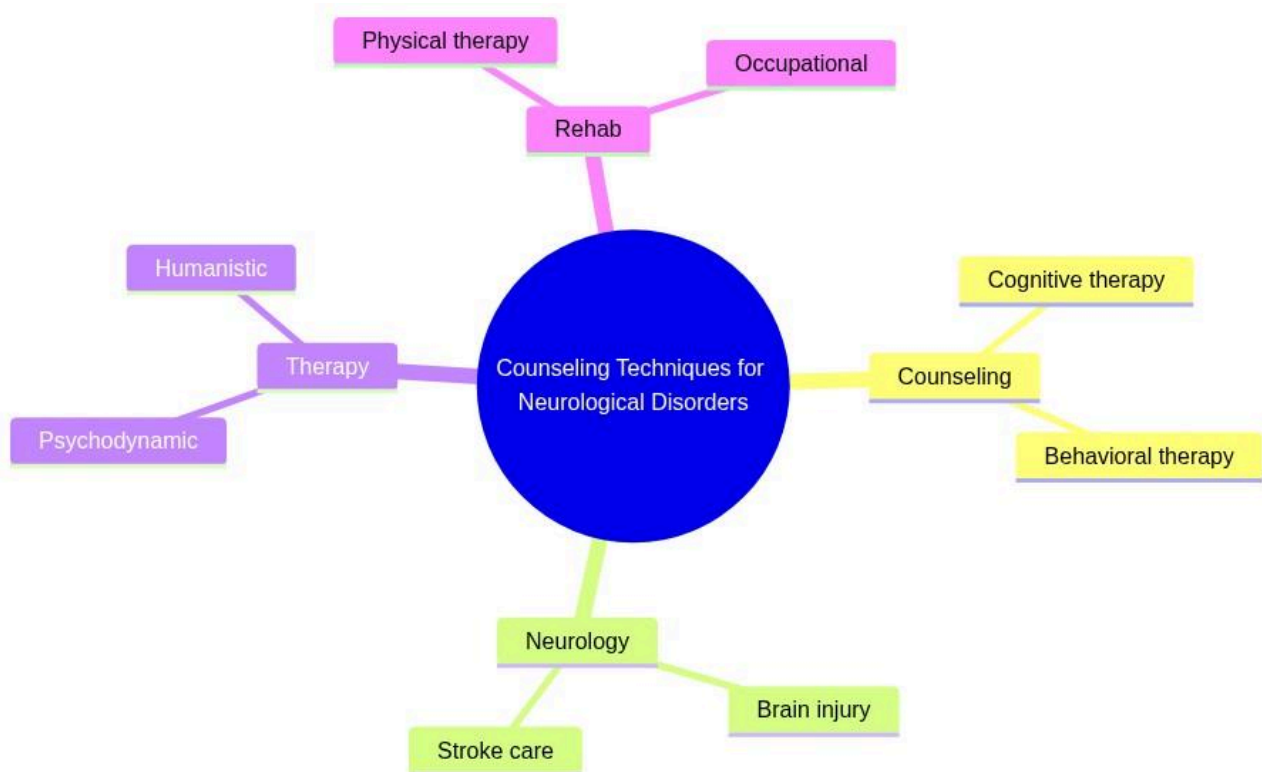 Physical therapy
Occupational
Rehab
Humanistic
Therapy
Psychodynamic
Counseling Techniques for
Neurological Disorders
Cognitive therapy
Counseling
Behavioral therapy
Neurology
Brain injury
Stroke care